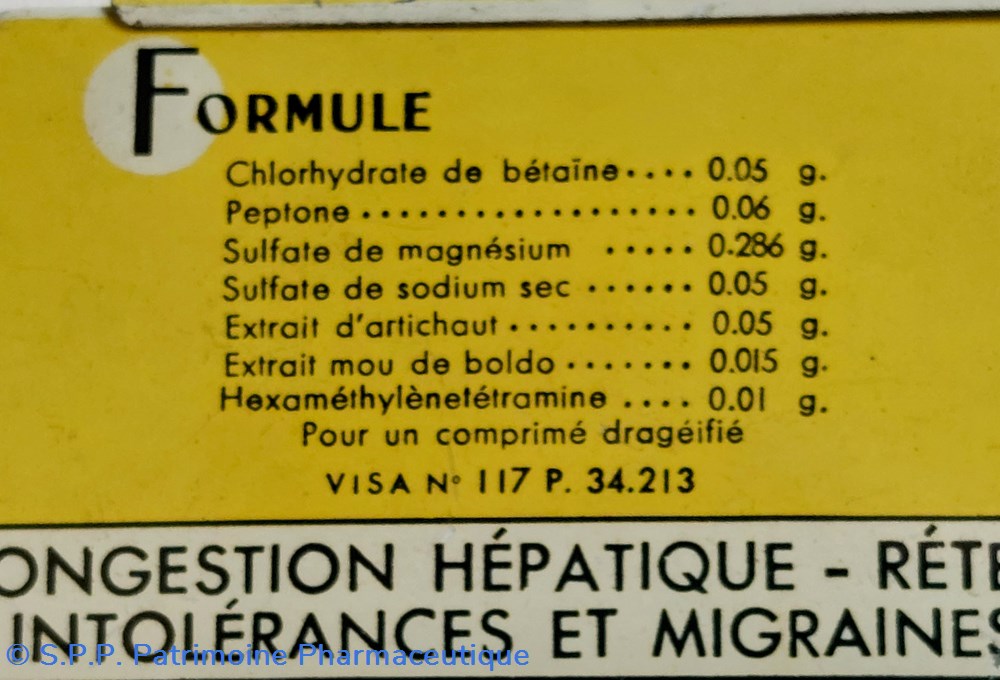 FORMULE
Chlorhydrate de bétaïne.... 0.05 g.
Peptone .................. 0.06 g.
Sulfate de magnésium ..... 0.286 g.
Sulfate de sodium sec ...... 0.05 g.
Extrait d'artichaut .......... 0.05 g.
Extrait mou de boldo ....... 0.015 g.
Hexaméthylènetétramine .... 0.01 g.
Pour un comprimé dragéifié
VISA N° 117 P. 34.213
ONGESTION HÉPATIQUE - RÉTE
INTOLÉRANCES ET MIGRAINES
© S.P.P. Patrimoine Pharmaceutique